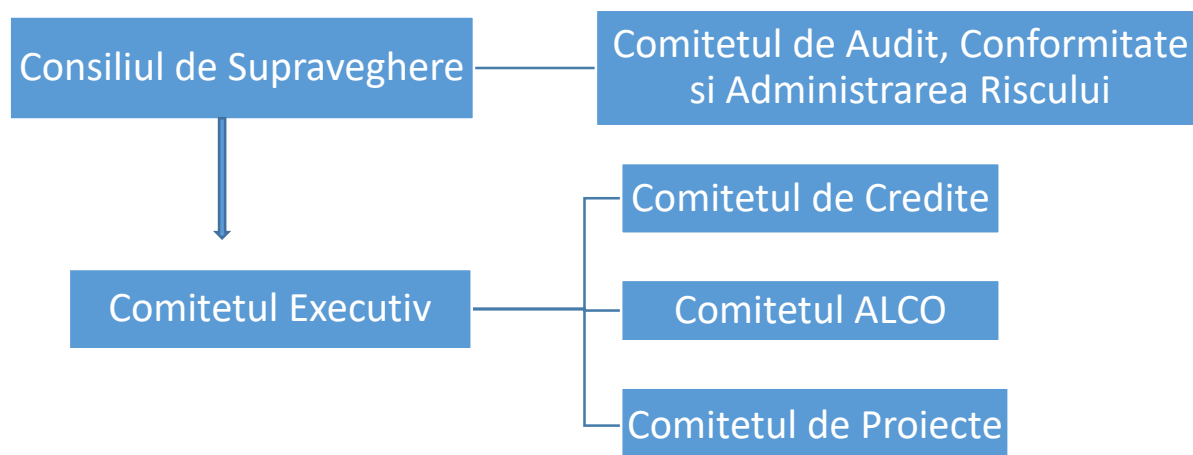 Consiliul de Supraveghere
Comitetul de Audit, Conformitate
si Administrarea Riscului
Comitetul de Credite
Comitetul Executiv
Comitetul ALCO
Comitetul de Proiecte